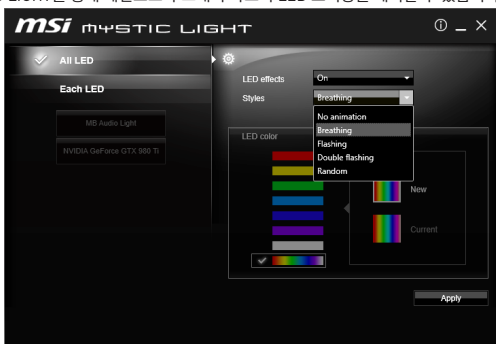 msi MYSTIC LIGHT
All LED
Each LED
MB Audio Light
NVIDIA GeForce GTX 980 Ti
LED effects
On
Styles
Breathing
No animation
Breathing
Flashing
Double flashing
Random
LED color
New
Current
Apply